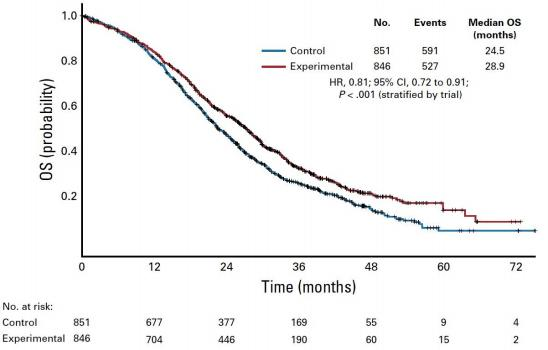 No. Events Median OS
(months)
Control 851 591 24.5
Experimental 846 527 28.9
HR, 0.81; 95% CI, 0.72 to 0.91;
P < .001 (stratified by trial)
OS (probability)
1.0
0.8
0.6
0.4
0.2
0 12 24 36 48 60 72
Time (months)
No. at risk:
Control 851 677 377 169 55 9 4
Experimental 846 704 446 190 60 15 2